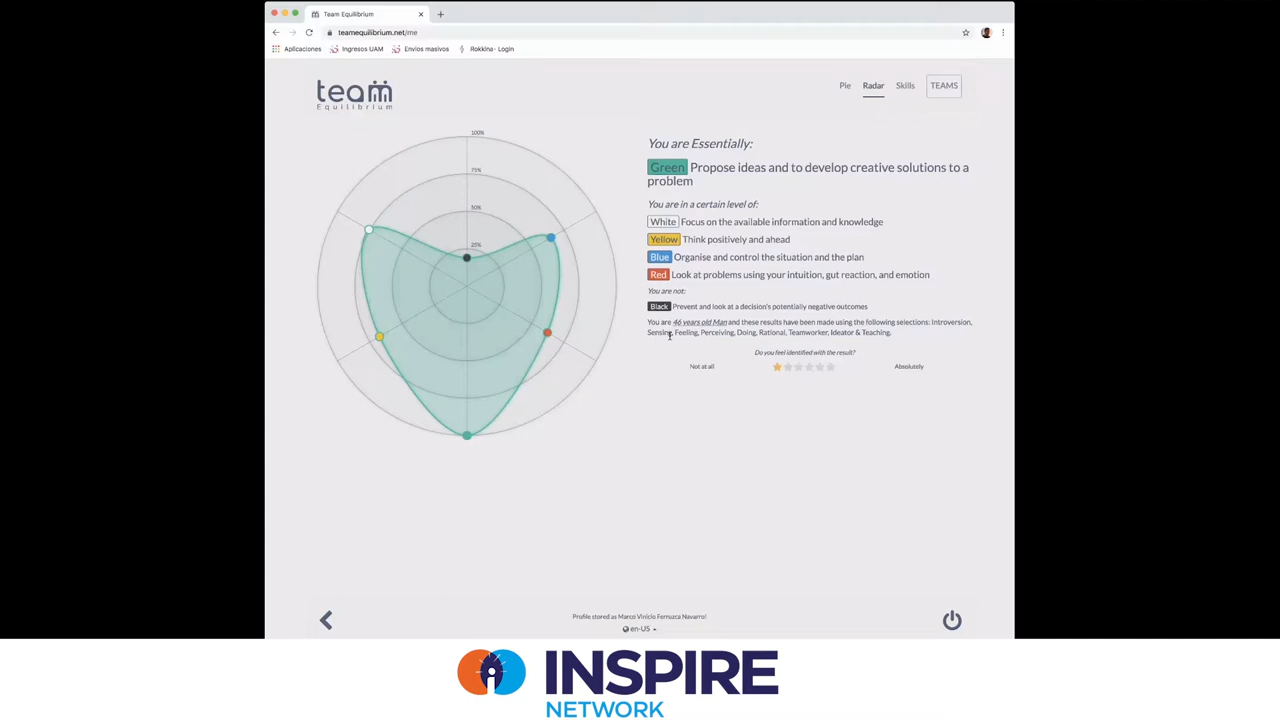 Team Equilibrium
teamequilibrium.net/me
Aplicaciones Ingresos UAM Envios masivos Rokkina- Login
team
Equilibrium
Pie Radar Skills TEAMS
100%
75%
50%
25%
You are Essentially:
Green Propose ideas and to develop creative solutions to a
problem
You are in a certain level of:
White Focus on the available information and knowledge
Yellow Think positively and ahead
Blue Organise and control the situation and the plan
Red Look at problems using your intuition, gut reaction, and emotion
You are not:
Black Prevent and look at a decision's potentially negative outcomes
You are 46 years old Man and these results have been made using the following selections: Introversion,
Sensing, Feeling, Perceiving, Doing, Rational, Teamworker, Ideator & Teaching.
Do you feel identified with the result?
Not at all Absolutely
Profile stored as Marco Vinicio Ferruzca Navarro!
en-US
INSPIRE
NETWORK